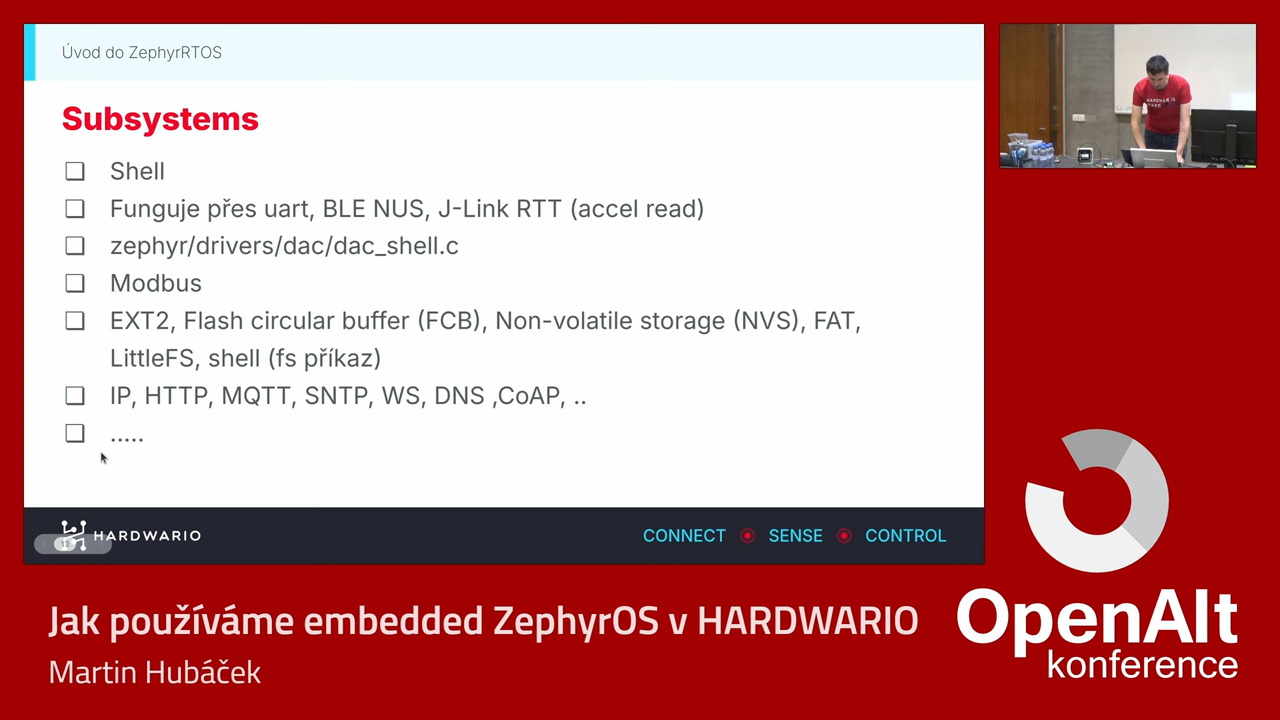 Úvod do ZephyrRTOS
Subsystems
Shell
Funguje přes uart, BLE NUS, J-Link RTT (accel read)
zephyr/drivers/dac/dac_shell.c
Modbus
EXT2, Flash circular buffer (FCB), Non-volatile storage (NVS), FAT,
LittleFS, shell (fs příkaz)
IP, HTTP, MQTT, SNTP, WS, DNS ,CoAP, ..
.....
HARDWARIO
CONNECT SENSE CONTROL
13
Jak používáme embedded ZephyrOS v HARDWARIO
Martin Hubáček
OpenAlt
konference